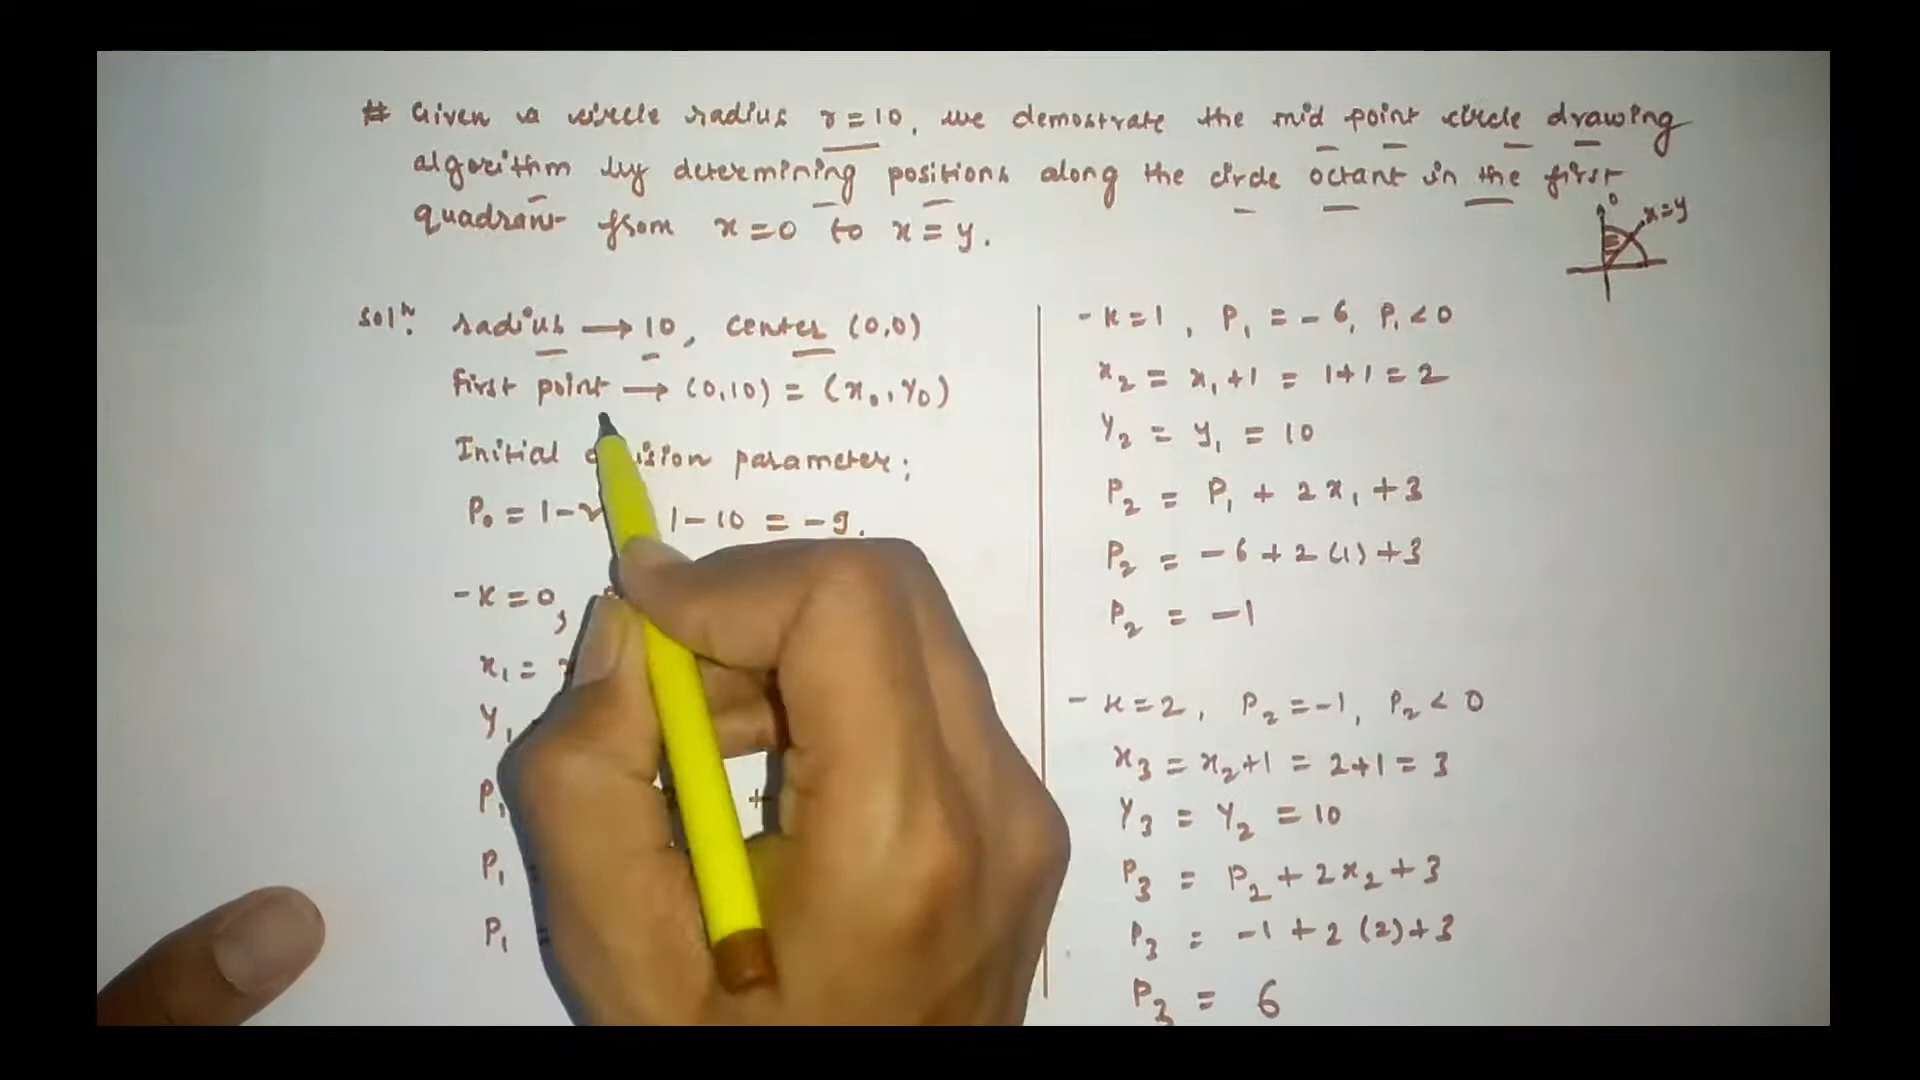 # Given a circle radius r=10, we demostrate the mid point circle drawing
algorithm by determining positions along the circle octant in the first
quadrant from x=0 to x=y.
0
x=y
Solⁿ: radius → 10, center (0,0)
first point → (0,10) = (x₀, y₀)
Initial parameter;
P₀ = 1-r 1-10 = -9.
-K=0,
x₁ =
Y₁
P₁ +
P₁ =
P₁ =
- K=1, P₁ = -6, P₁<0
x₂ = x₁+1 = 1+1 = 2
Y₂ = y₁ = 10
P₂ = P₁ + 2x₁ +3
P₂ = -6+2(1)+3
P₂ = -1
- K=2, P₂=-1, P₂<0
x₃ = x₂+1 = 2+1 = 3
Y₃ = Y₂ = 10
P₃ = P₂+2x₂+3
P₃ = -1+2(2)+3
P₃ = 6